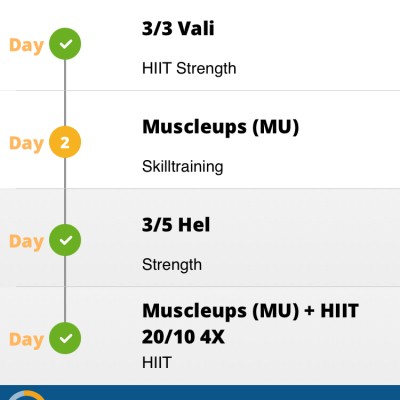 3/3 Vali
Day
HIIT Strength
Muscleups (MU)
Day 2
Skilltraining
3/5 Hel
Day
Strength
Muscleups (MU) + HIIT
20/10 4X
Day
HIIT